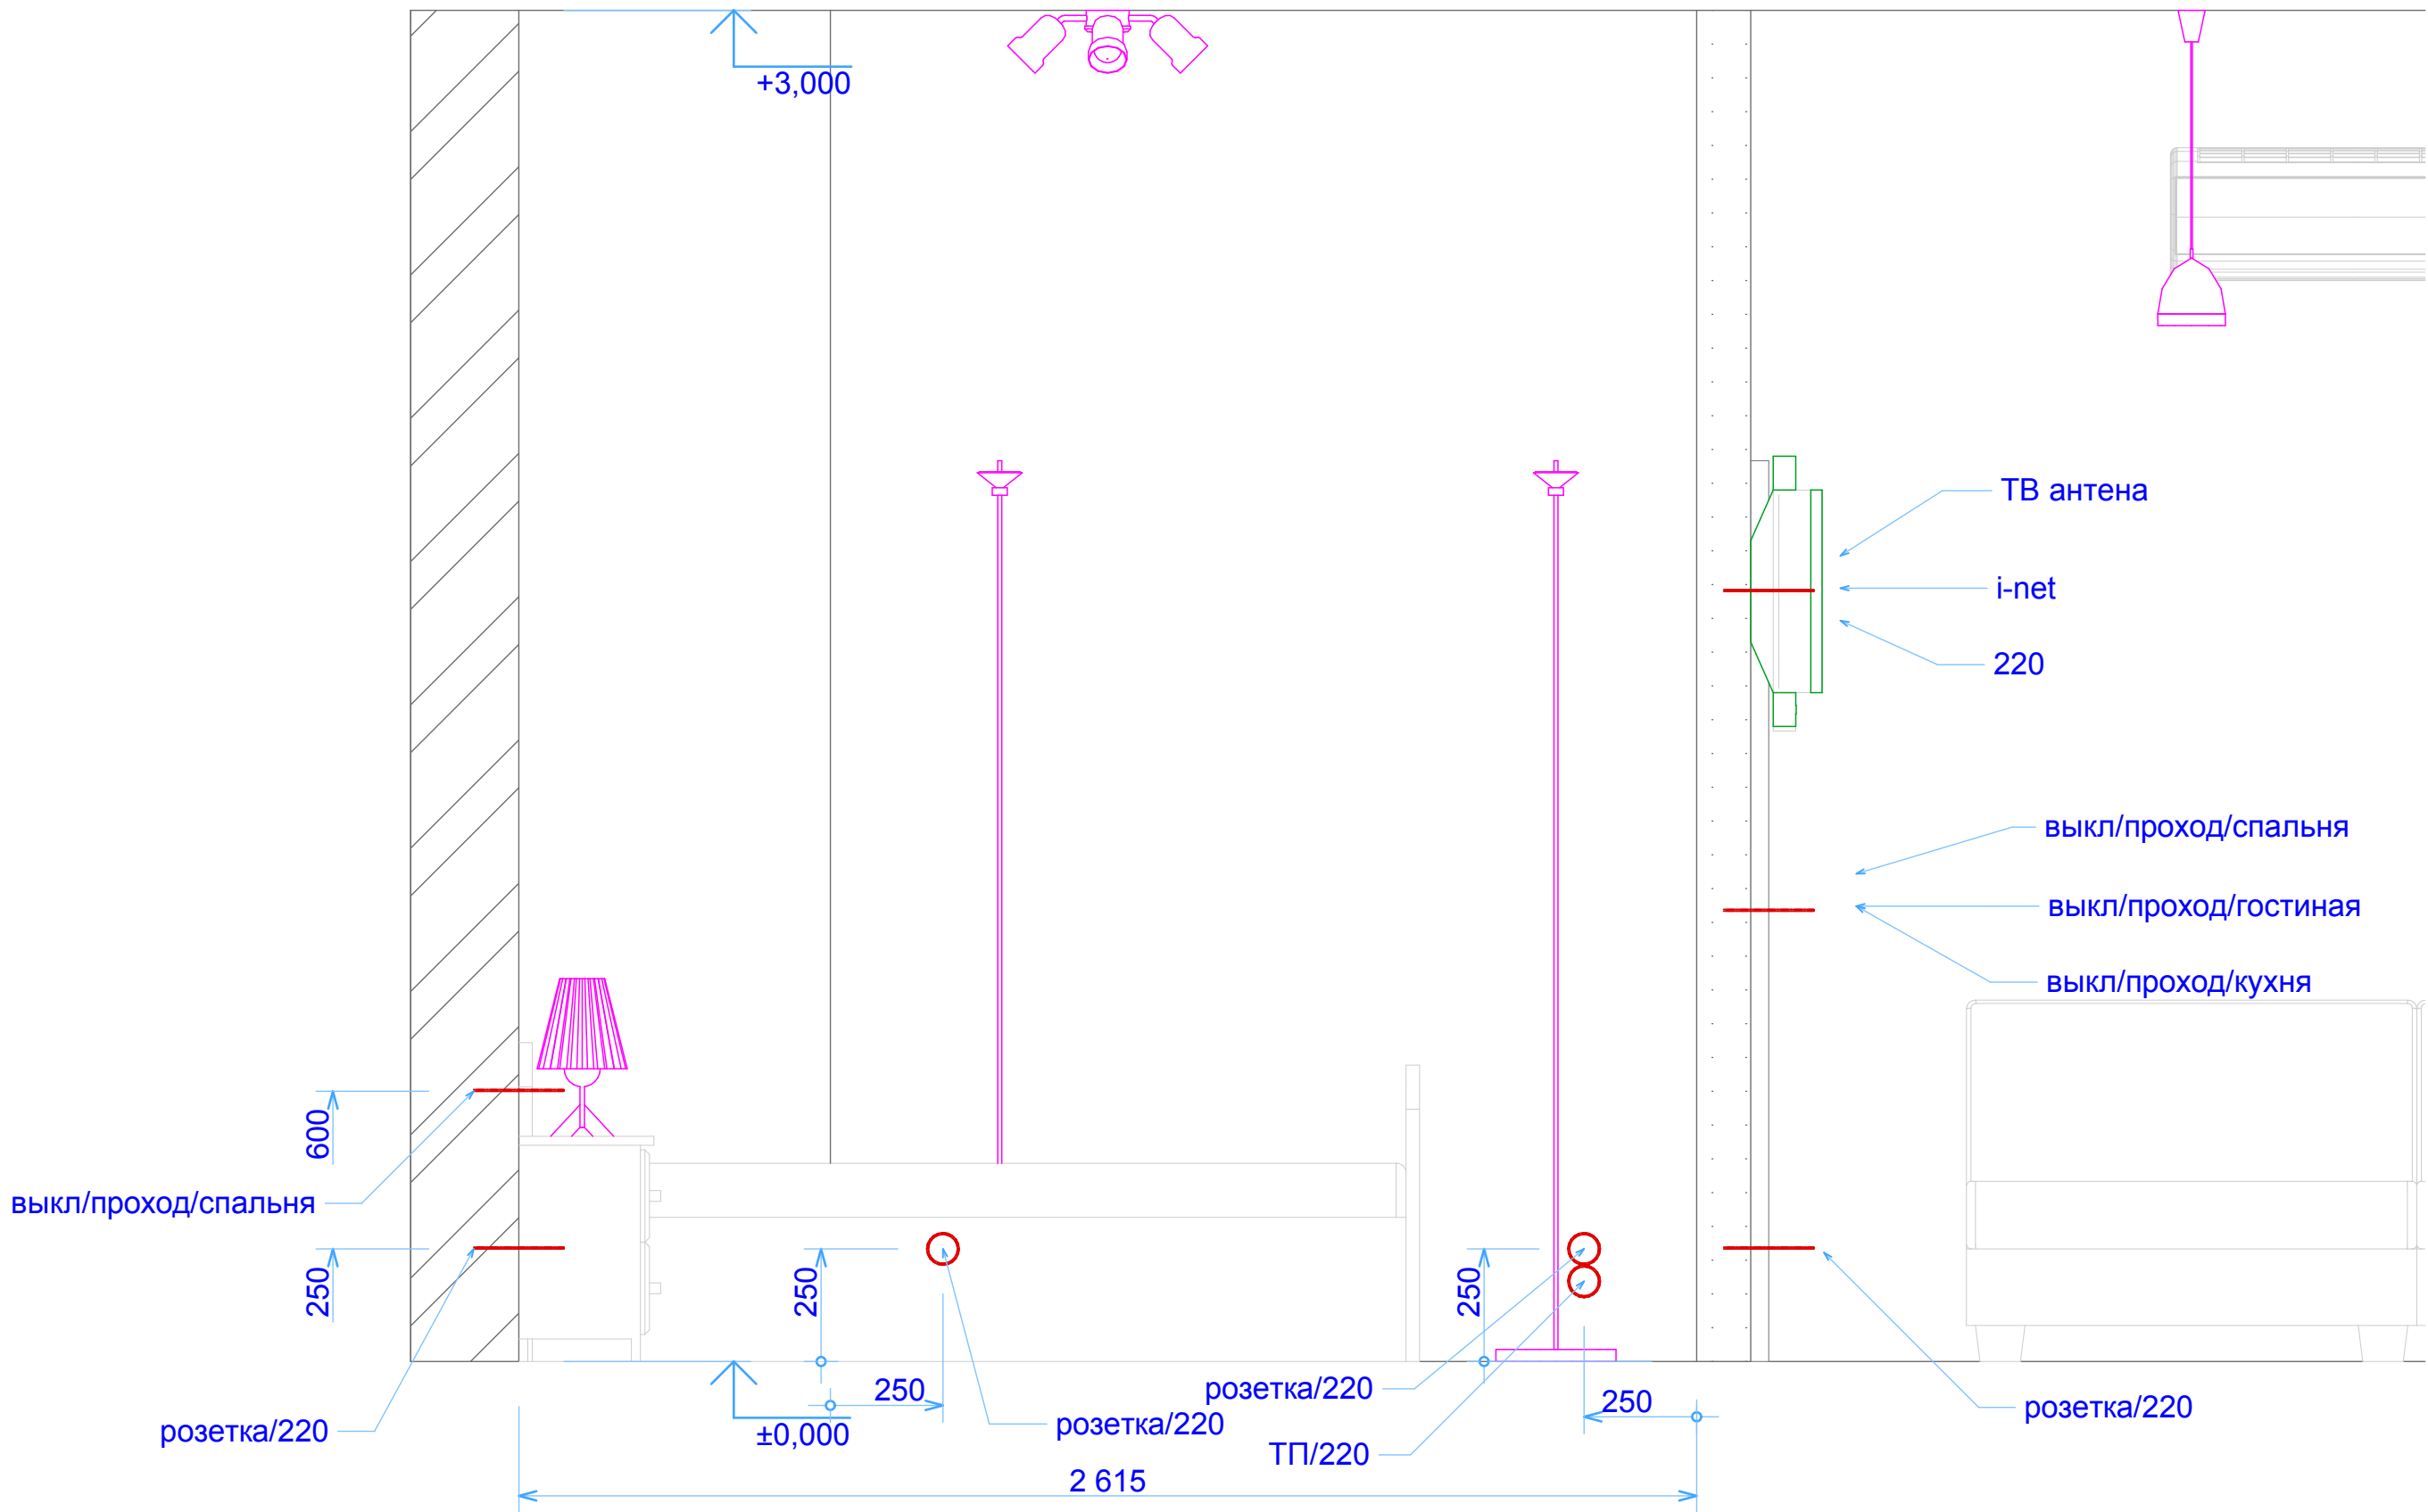 +3,000
ТВ антена
i-net
220
выкл/проход/спальня
выкл/проход/гостиная
выкл/проход/кухня
600
выкл/проход/спальня
250
250
250
250
розетка/220
250
розетка/220
розетка/220
розетка/220
±0,000
ТП/220
2 615